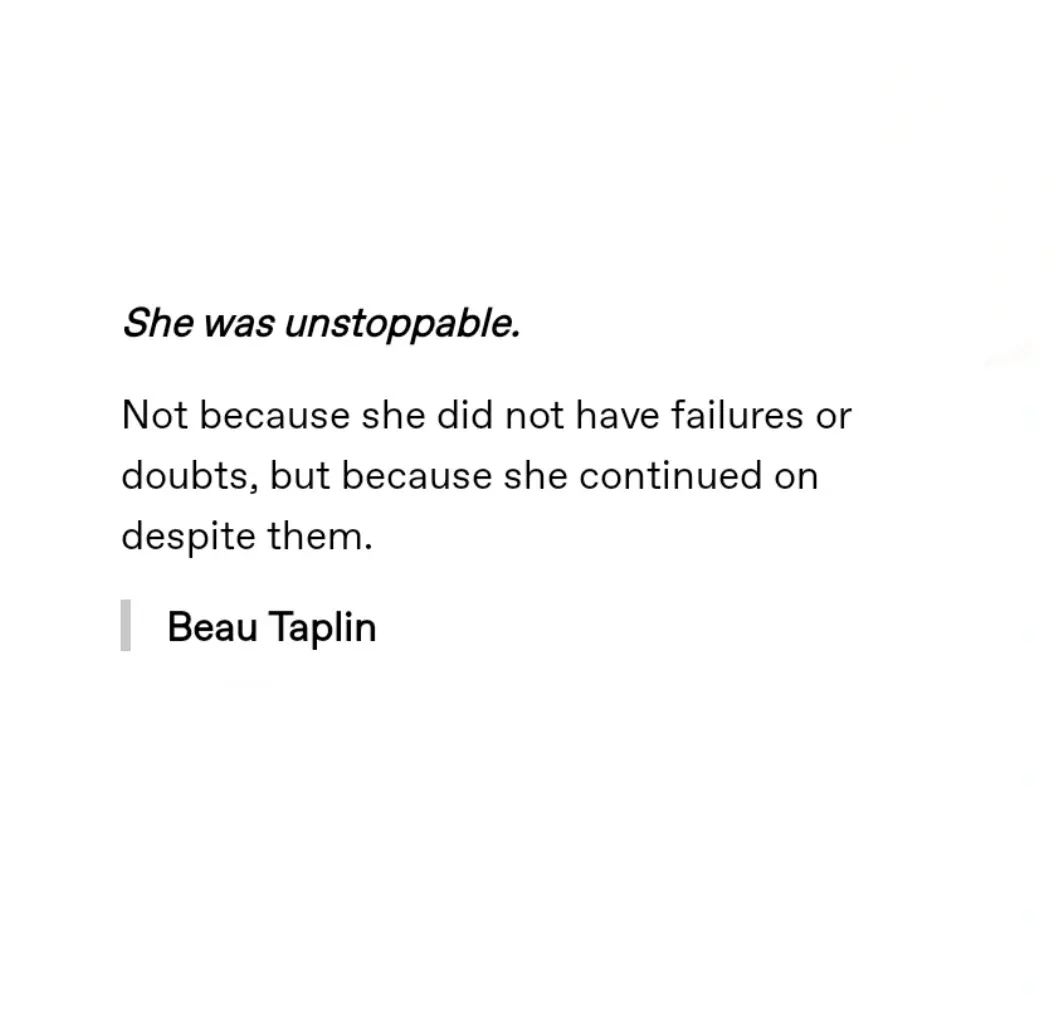 She was unstoppable.
Not because she did not have failures or
doubts, but because she continued on
despite them.
Beau Taplin